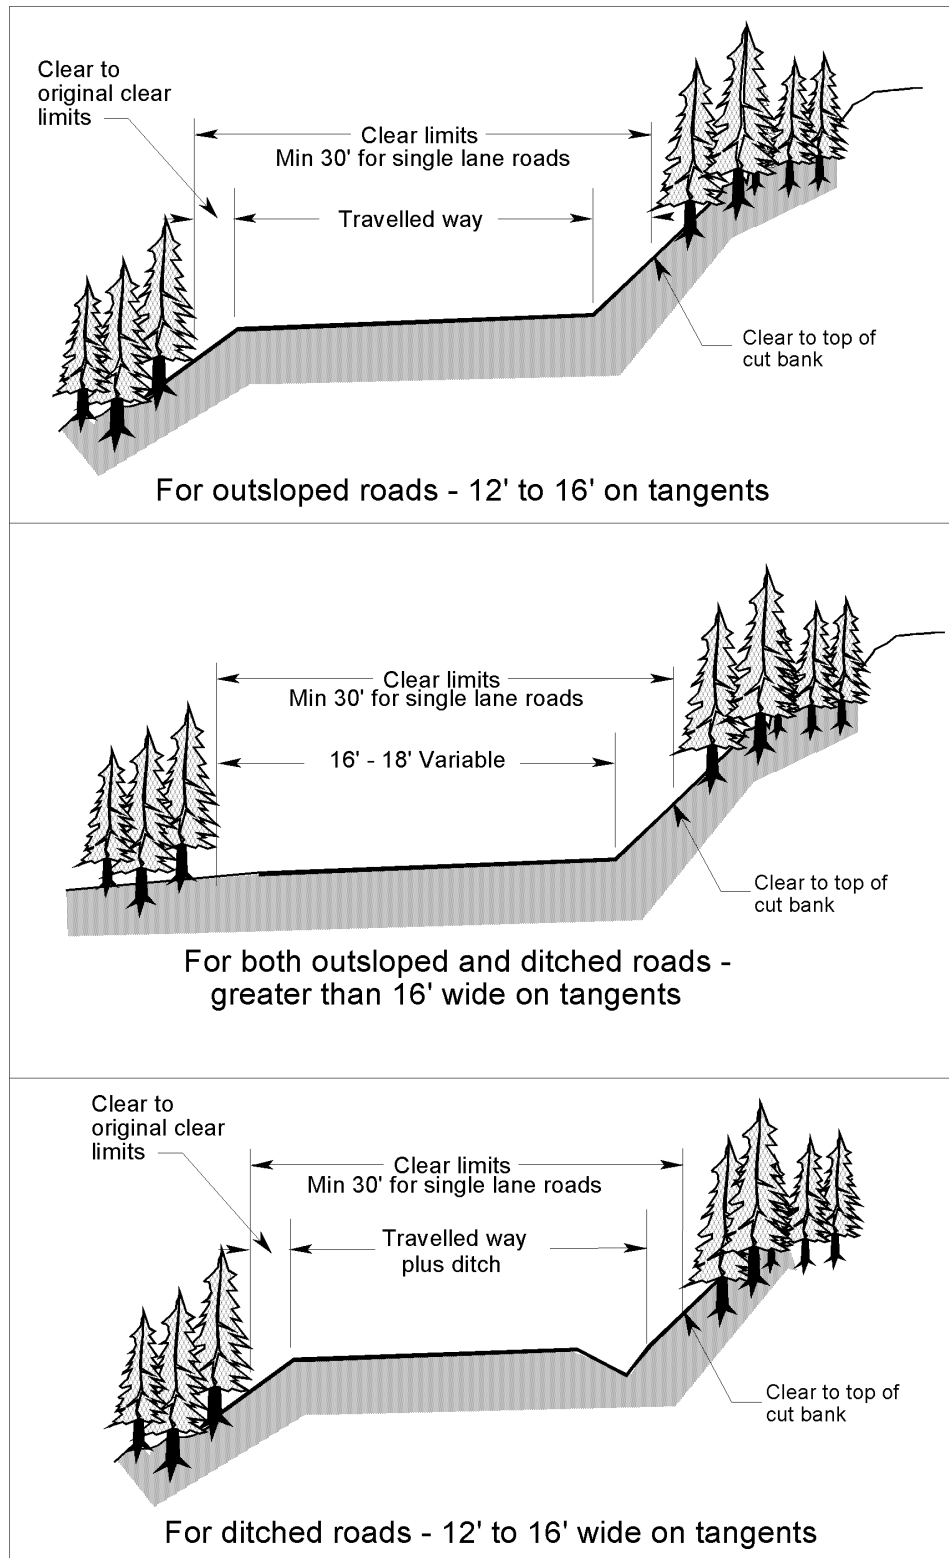 Clear to
original clear
limits
Clear limits
Min 30' for single lane roads
Travelled way
Clear to top of
cut bank
For outsloped roads - 12' to 16' on tangents
Clear limits
Min 30' for single lane roads
16' - 18' Variable
Clear to top of
cut bank
For both outsloped and ditched roads -
greater than 16' wide on tangents
Clear to
original clear
limits
Clear limits
Min 30' for single lane roads
Travelled way
plus ditch
Clear to top of
cut bank
For ditched roads - 12' to 16' wide on tangents